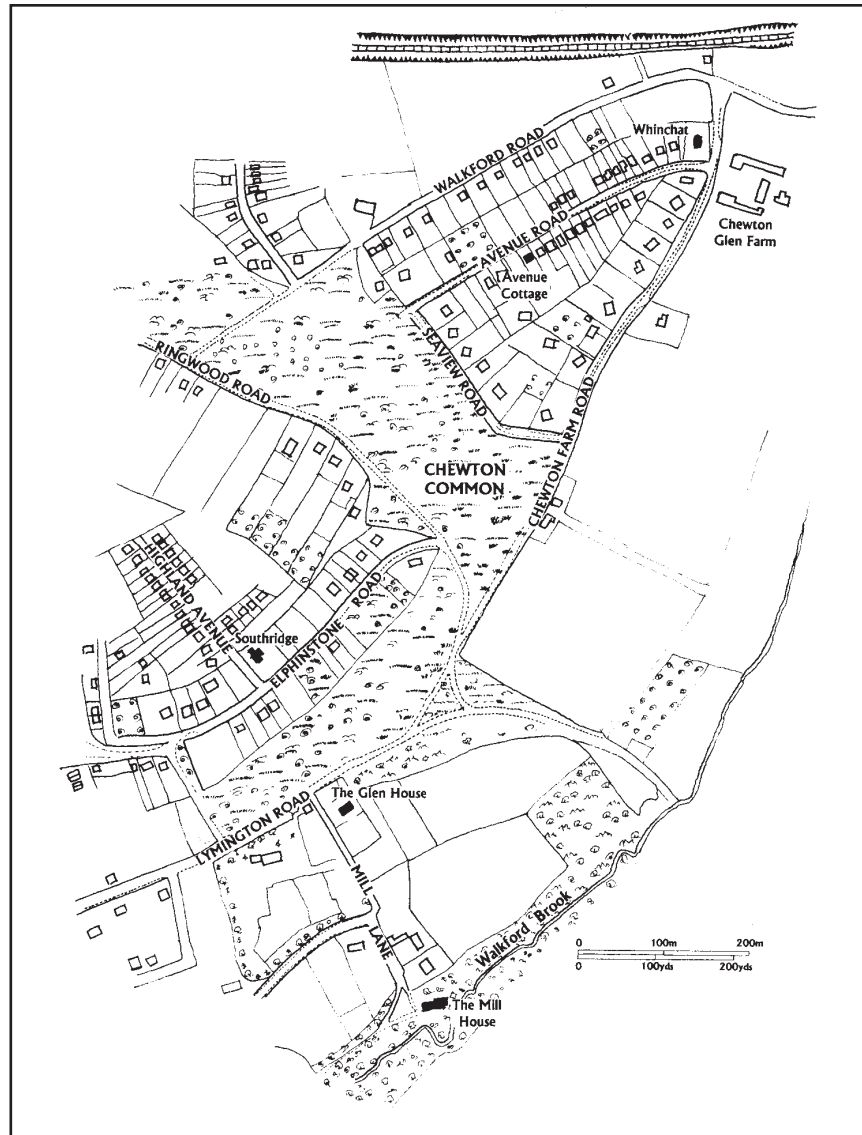 WALKFORD ROAD
Whinchat
AVENUE ROAD
Chewton
Glen Farm
Avenue
Cottage
SEAVIEW ROAD
RINGWOOD ROAD
CHEWTON
COMMON
CHEWTON FARM ROAD
HIGHLAND AVENUE
Southridge
ELPHINSTONE ROAD
The Glen House
LYMINGTON ROAD
MILL
LANE
Walkford Brook
0 100m 200m
0 100yds 200yds
The Mill
House